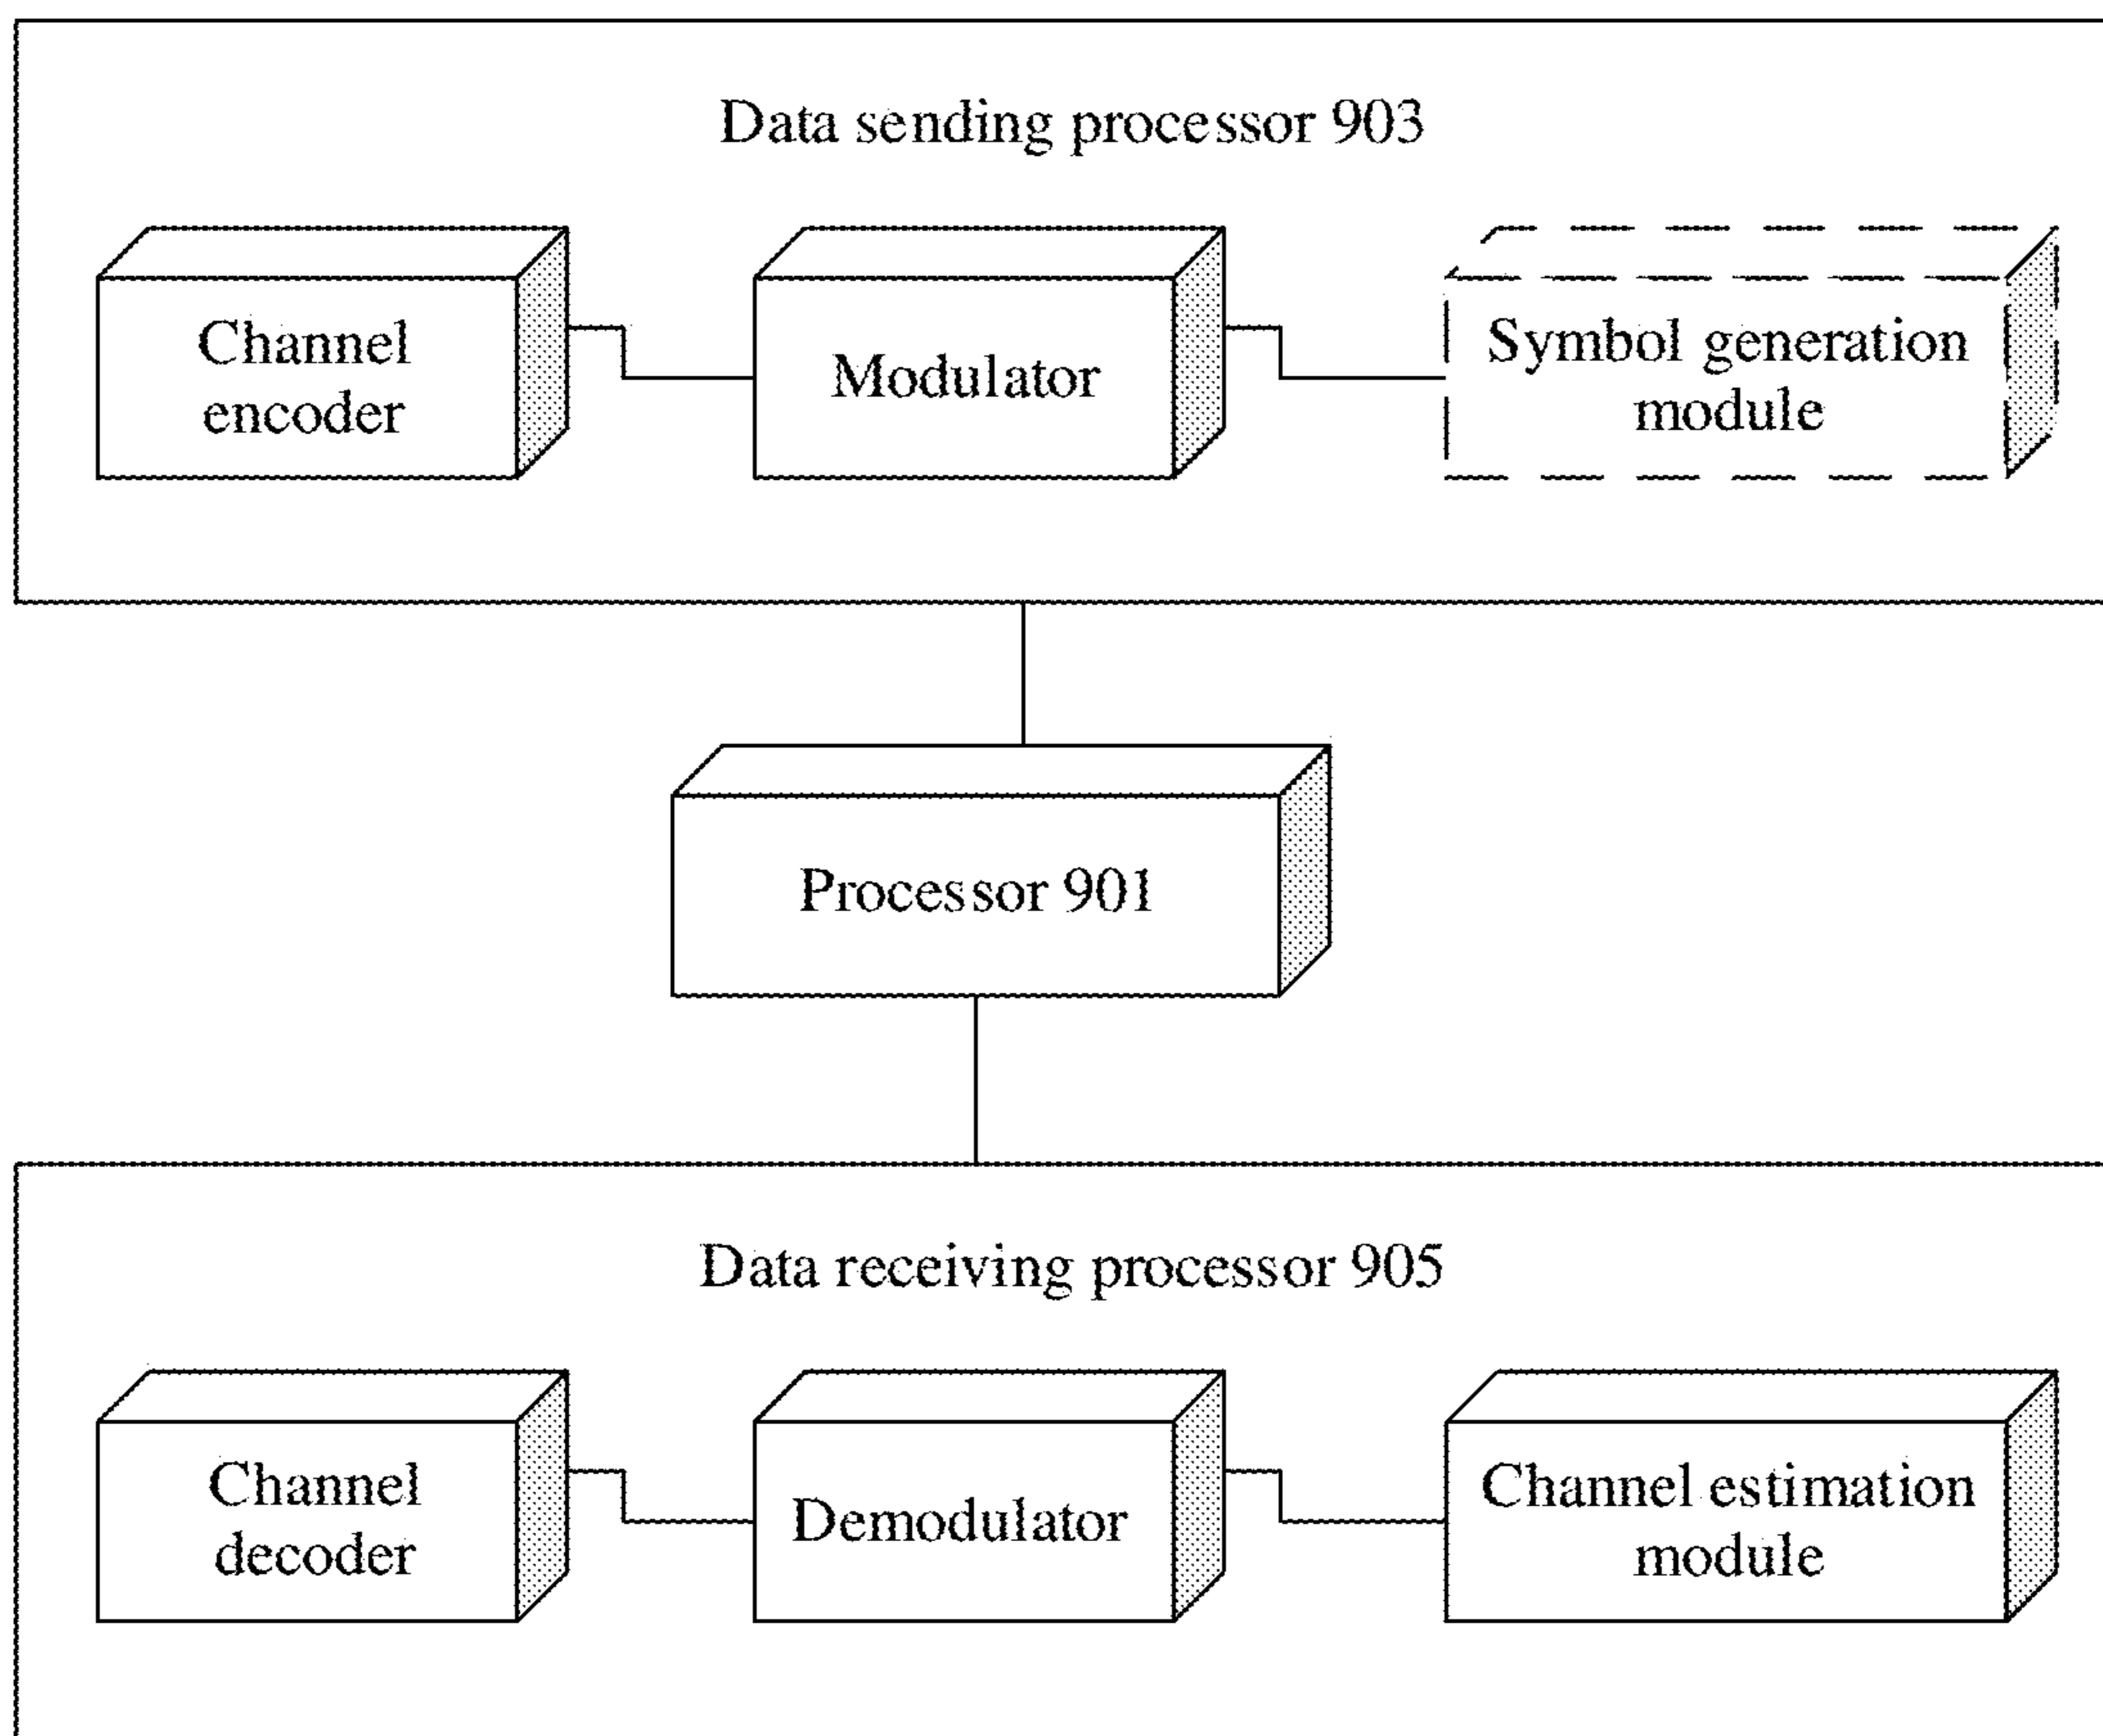 Data sending processor 903
Channel
encoder
Modulator
Symbol generation
module
Processor 901
Data receiving processor 905
Channel
decoder
Demodulator
Channel estimation
module